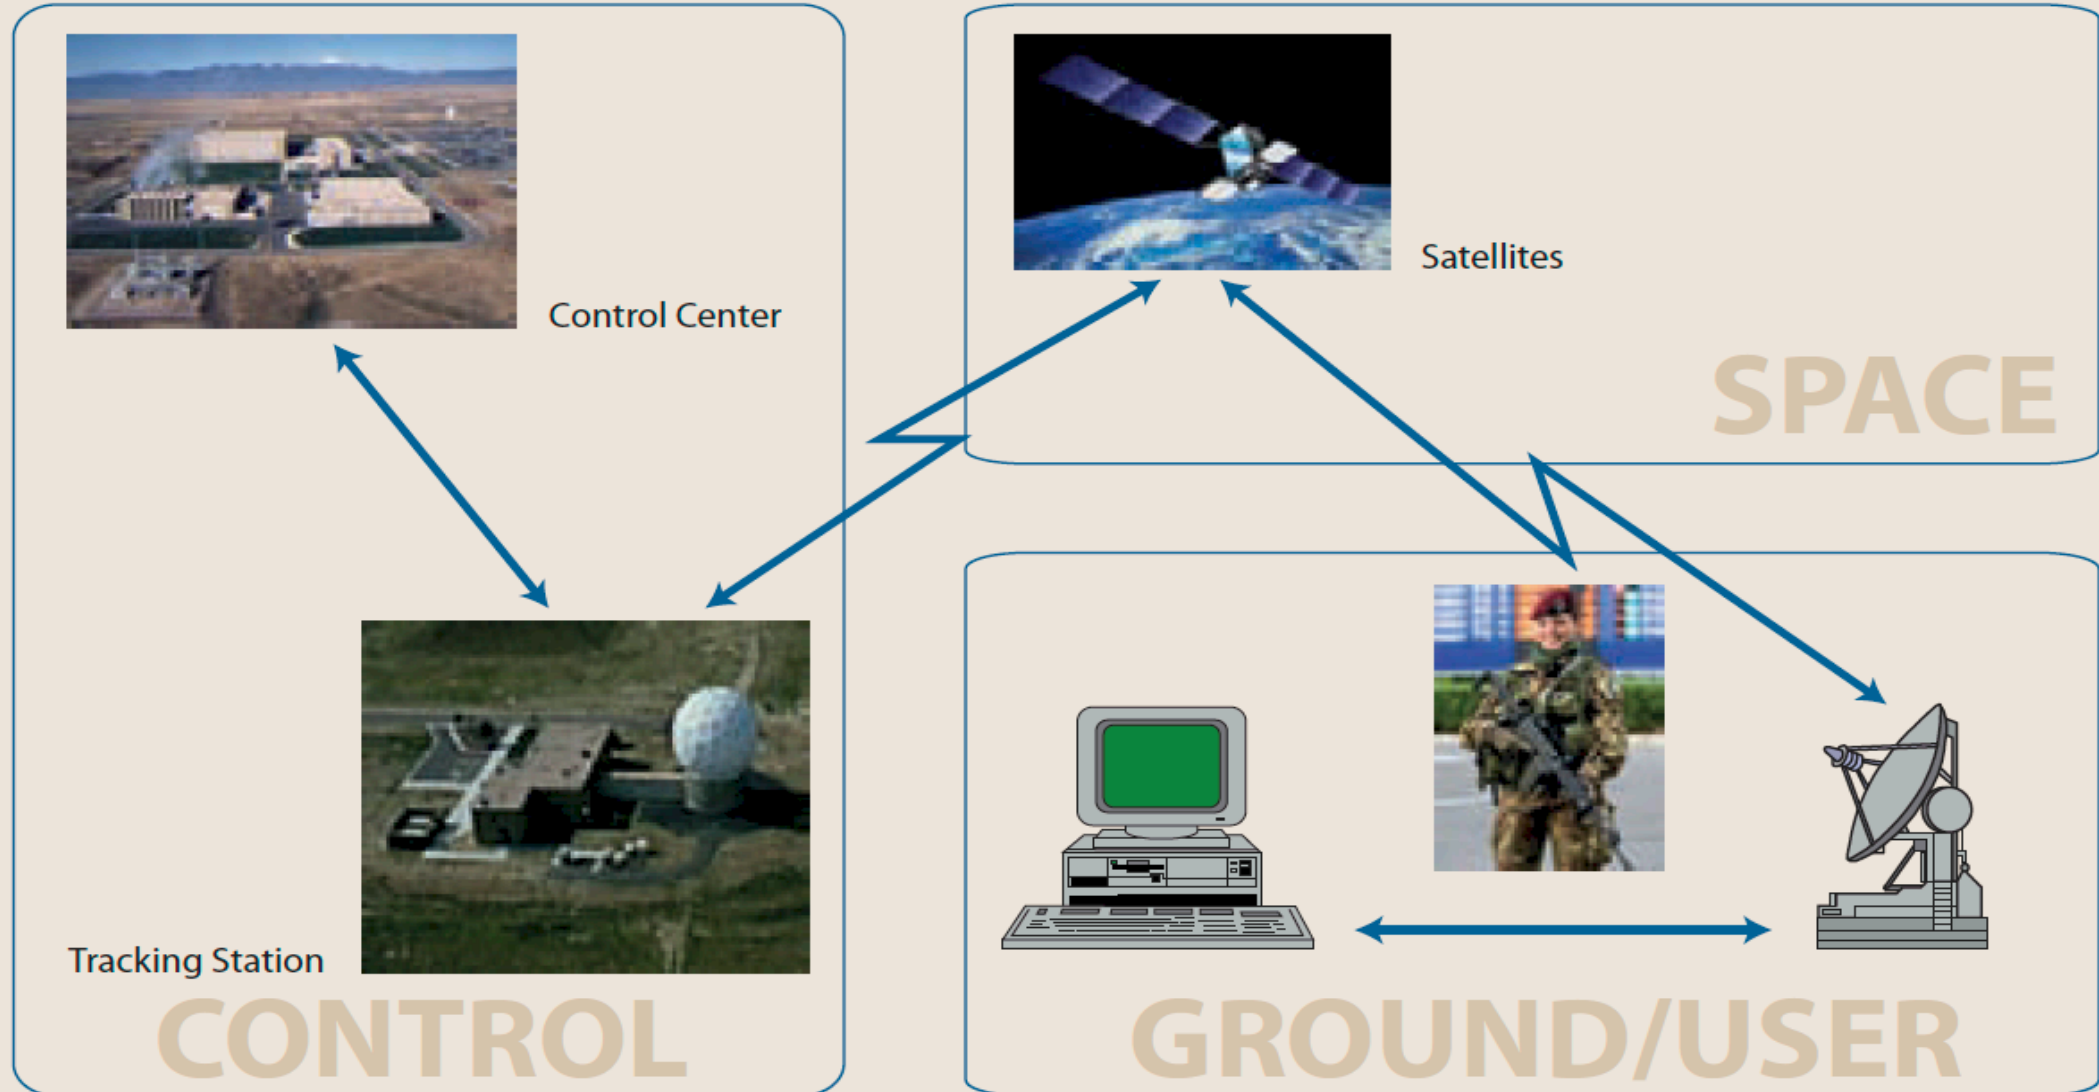 Control Center
Satellites
SPACE
Tracking Station
CONTROL
GROUND/USER